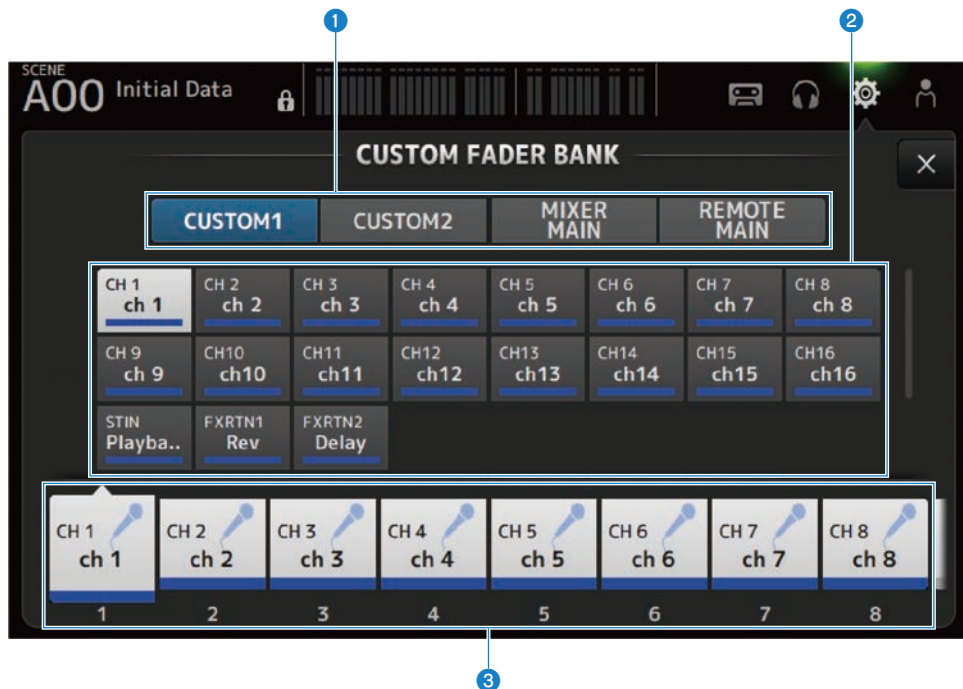 1
2
SCENE
A00 Initial Data
CUSTOM FADER BANK
CUSTOM1
CUSTOM2
MIXER
MAIN
REMOTE
MAIN
CH 1
ch 1
CH 2
ch 2
CH 3
ch 3
CH 4
ch 4
CH 5
ch 5
CH 6
ch 6
CH 7
ch 7
CH 8
ch 8
CH 9
ch 9
CH10
ch10
CH11
ch11
CH12
ch12
CH13
ch13
CH14
ch14
CH15
ch15
CH16
ch16
STIN
Playba..
FXRTN1
Rev
FXRTN2
Delay
CH 1
ch 1
CH 2
ch 2
CH 3
ch 3
CH 4
ch 4
CH 5
ch 5
CH 6
ch 6
CH 7
ch 7
CH 8
ch 8
1 2 3 4 5 6 7 8
3